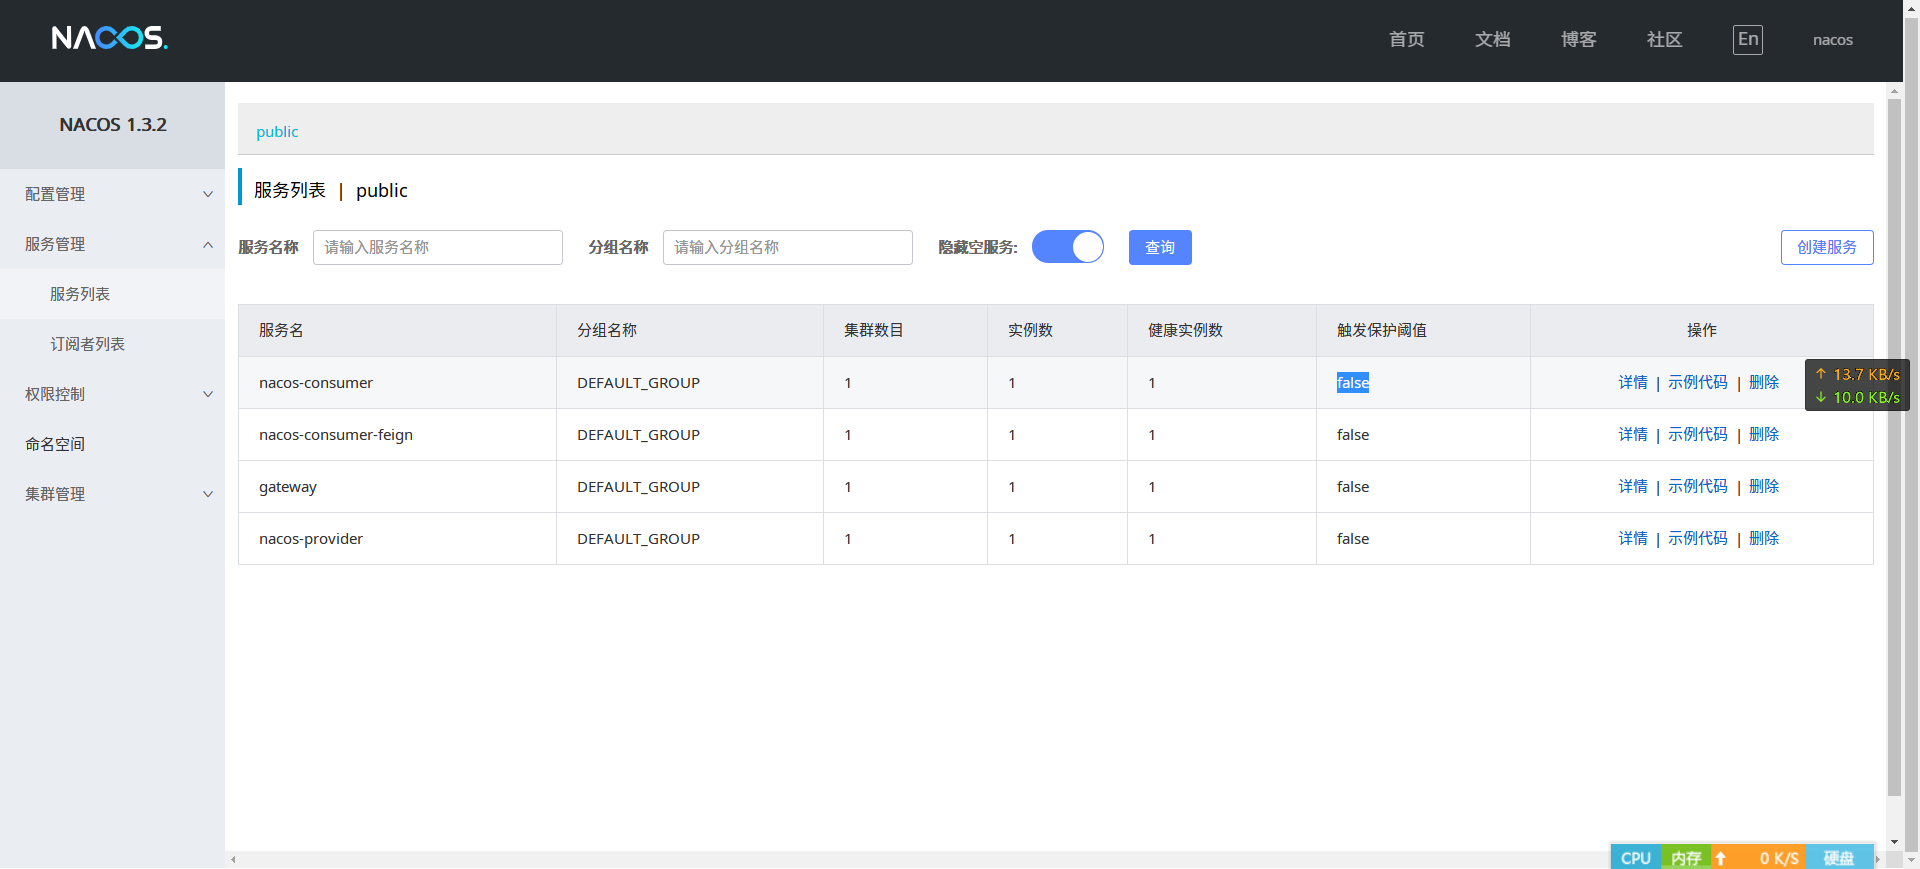 NACOS.
首页 文档 博客 社区 En nacos
NACOS 1.3.2
配置管理
服务管理
服务列表
订阅者列表
权限控制
命名空间
集群管理
public
服务列表 | public
服务名称 请输入服务名称 分组名称 请输入分组名称 隐藏空服务: 查询 创建服务
服务名 分组名称 集群数目 实例数 健康实例数 触发保护阈值 操作
nacos-consumer DEFAULT_GROUP 1 1 1 false 详情 | 示例代码 | 删除
nacos-consumer-feign DEFAULT_GROUP 1 1 1 false 详情 | 示例代码 | 删除
gateway DEFAULT_GROUP 1 1 1 false 详情 | 示例代码 | 删除
nacos-provider DEFAULT_GROUP 1 1 1 false 详情 | 示例代码 | 删除
↑ 13.7 KB/s
↓ 10.0 KB/s
CPU 内存 0 K/S 硬盘